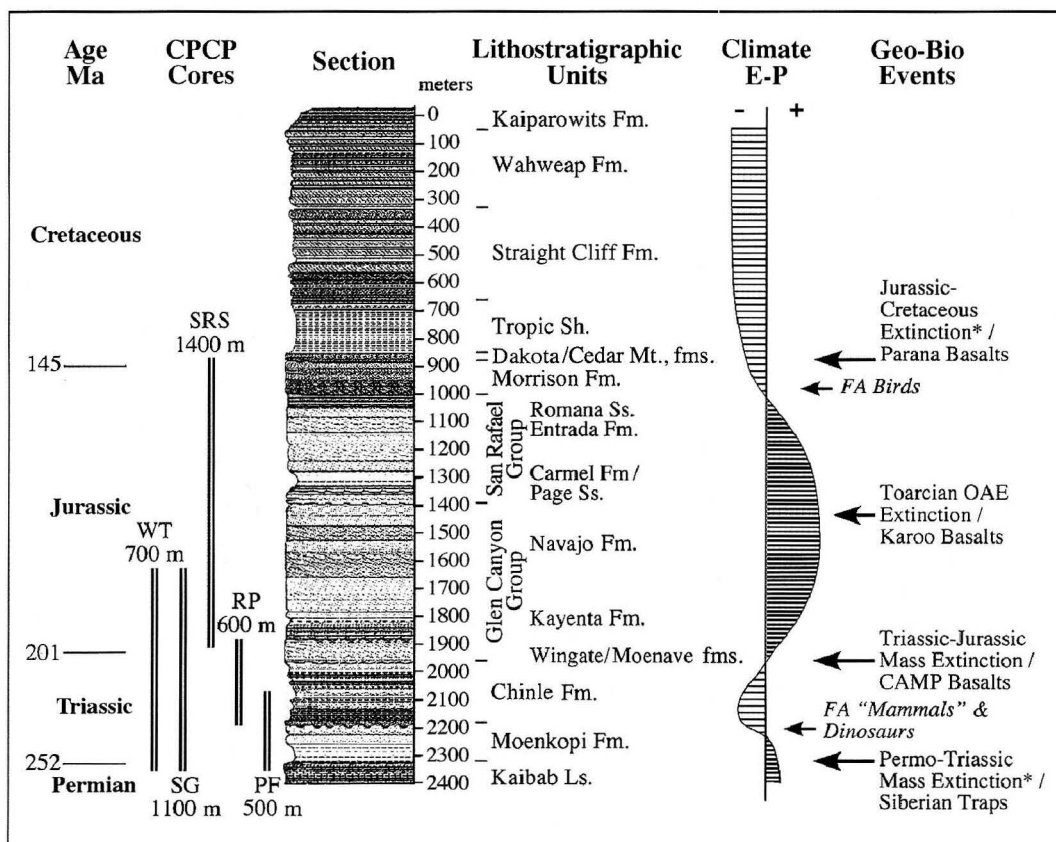 Age
Ma
CPCP
Cores
Section
meters
Lithostratigraphic
Units
Climate
E-P
Geo-Bio
Events
- +
Cretaceous
145
Jurassic
201
Triassic
252
Permian
SRS
1400 m
WT
700 m
RP
600 m
SG
1100 m
PF
500 m
0
100
200
300
400
500
600
700
800
900
1000
1100
1200
1300
1400
1500
1600
1700
1800
1900
2000
2100
2200
2300
2400
Kaiparowits Fm.
Wahweap Fm.
Straight Cliff Fm.
Tropic Sh.
Dakota/Cedar Mt., fms.
Morrison Fm.
San Rafael
Group
Romana Ss.
Entrada Fm.
Carmel Fm/
Page Ss.
Glen Canyon
Group
Navajo Fm.
Kayenta Fm.
Wingate/Moenave fms.
Chinle Fm.
Moenkopi Fm.
Kaibab Ls.
Jurassic-
Cretaceous
Extinction* /
Parana Basalts
FA Birds
Toarcian OAE
Extinction /
Karoo Basalts
Triassic-Jurassic
Mass Extinction /
CAMP Basalts
FA "Mammals" &
Dinosaurs
Permo-Triassic
Mass Extinction* /
Siberian Traps